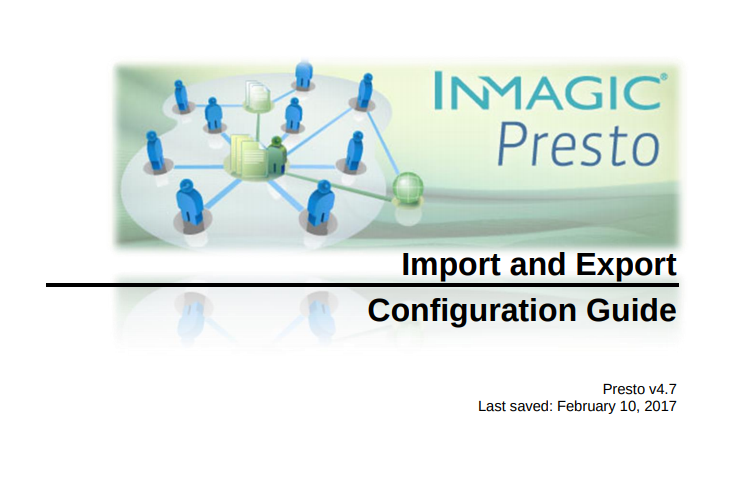 INMAGIC®
Presto
Import and Export
Configuration Guide
Presto v4.7
Last saved: February 10, 2017